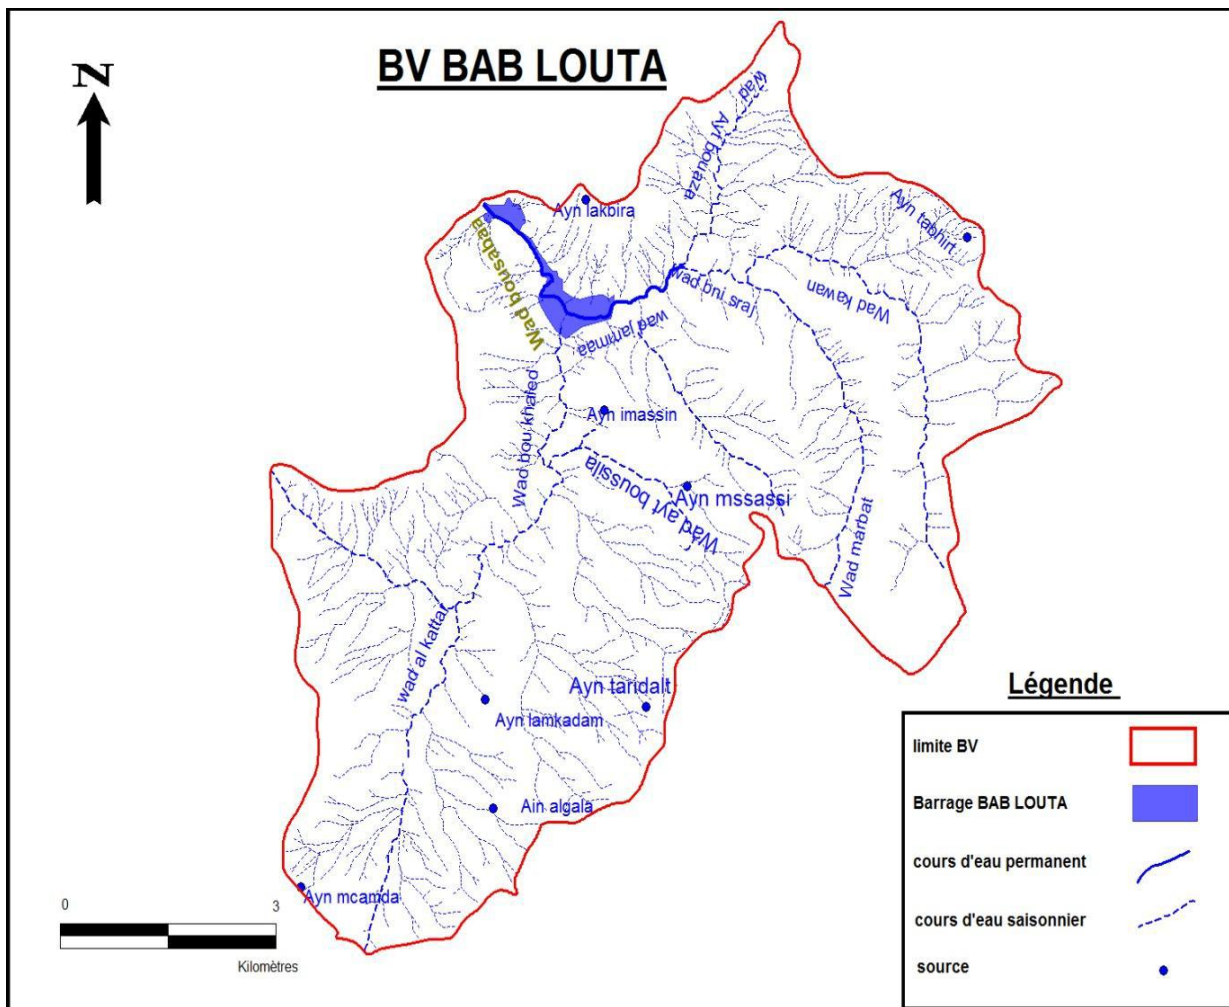 BV BAB LOUTA
N
Wad
Ayt bouaza
Ayn lakbira
Ayn tabhirt
Wad bousabaa
wad bni sraj
Wad kawan
wad jammaa
Wad bou khaled
Ayn imassin
Wad ayt boussila
Ayn mssassi
Wad marbat
wad al kattar
Ayn taridalt
Ayn lamkadam
Ain algala
Ayn mcamda
0 3
Kilomètres
Légende
limite BV
Barrage BAB LOUTA
cours d'eau permanent
cours d'eau saisonnier
source